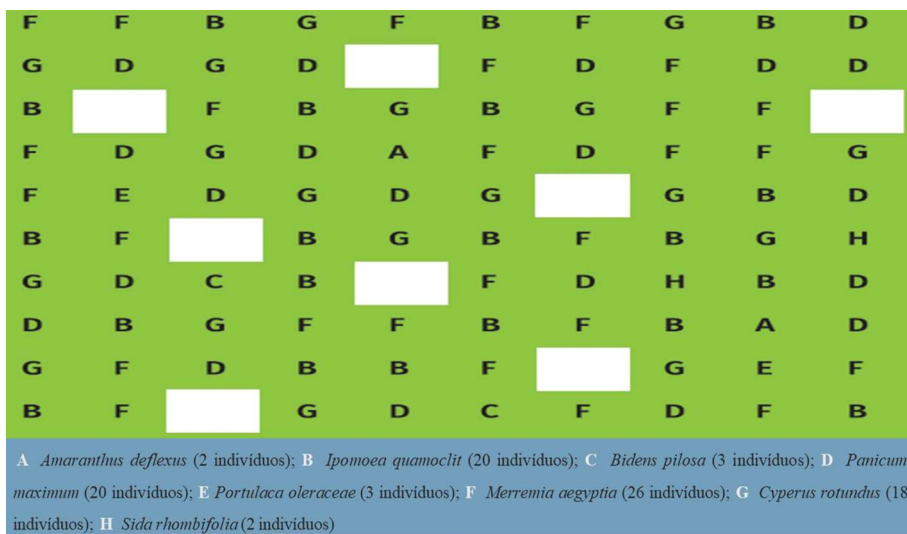 F F B G F B F G B D
G D G D F D F D D
B F B G B G F F
F D G D A F D F F G
F E D G D G G B D
B F B G B F B G H
G D C B F D H B D
D B G F F B F B A D
G F D B B F G E F
B F G D C F D F B
A Amaranthus deflexus (2 indivíduos); B Ipomoea quamoclit (20 indivíduos); C Bidens pilosa (3 indivíduos); D Panicum
maximum (20 indivíduos); E Portulaca oleraceae (3 indivíduos); F Merremia aegyptia (26 indivíduos); G Cyperus rotundus (18
indivíduos); H Sida rhombifolia (2 indivíduos)